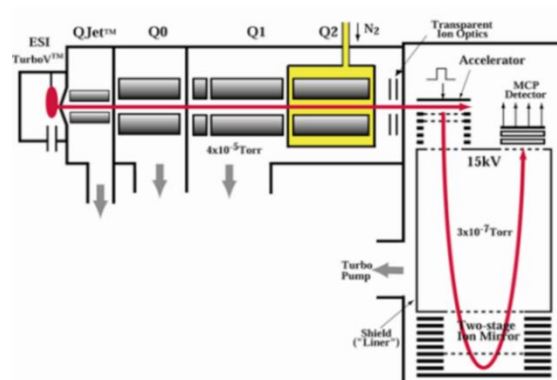 QJet™ Q0 Q1 Q2 N2
ESI
TurboV™
Transparent
Ion Optics
Accelerator
MCP
Detector
4x10-5Torr
15kV
3x10-7Torr
Turbo
Pump
Shield
("Liner")
Two-stage
Ion Mirror